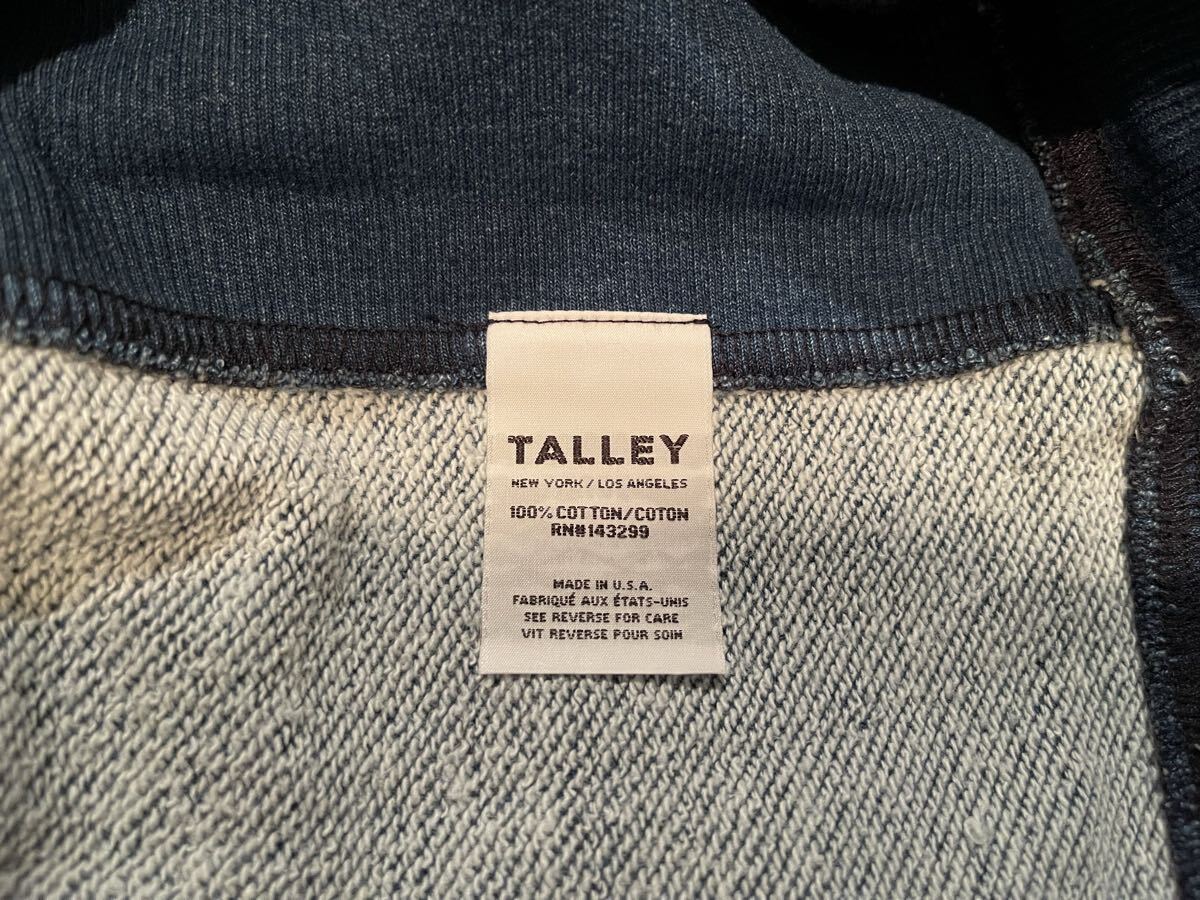 TALLEY
NEW YORK / LOS ANGELES
100% COTTON/COTON
RN#143299
MADE IN U.S.A.
FABRIQUÉ AUX ÉTATS-UNIS
SEE REVERSE FOR CARE
VIT REVERSE POUR SOIN